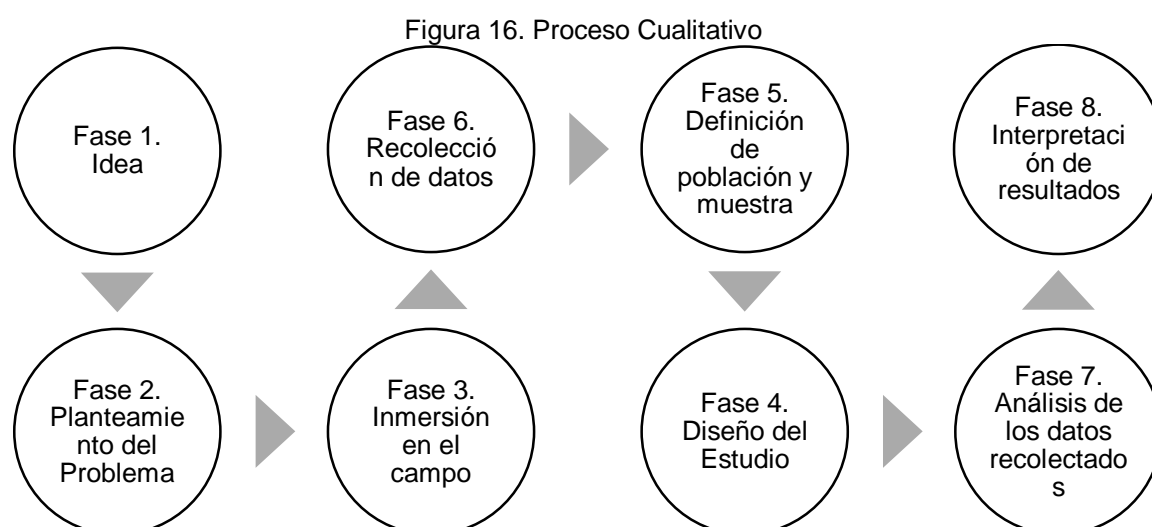 Figura 16. Proceso Cualitativo
Fase 1.
Idea
Fase 2.
Planteamie
nto del
Problema
Fase 3.
Inmersión
en el
campo
Fase 6.
Recolecció
n de datos
Fase 5.
Definición
de
población y
muestra
Fase 4.
Diseño del
Estudio
Fase 7.
Análisis de
los datos
recolectado
s
Fase 8.
Interpretaci
ón de
resultados